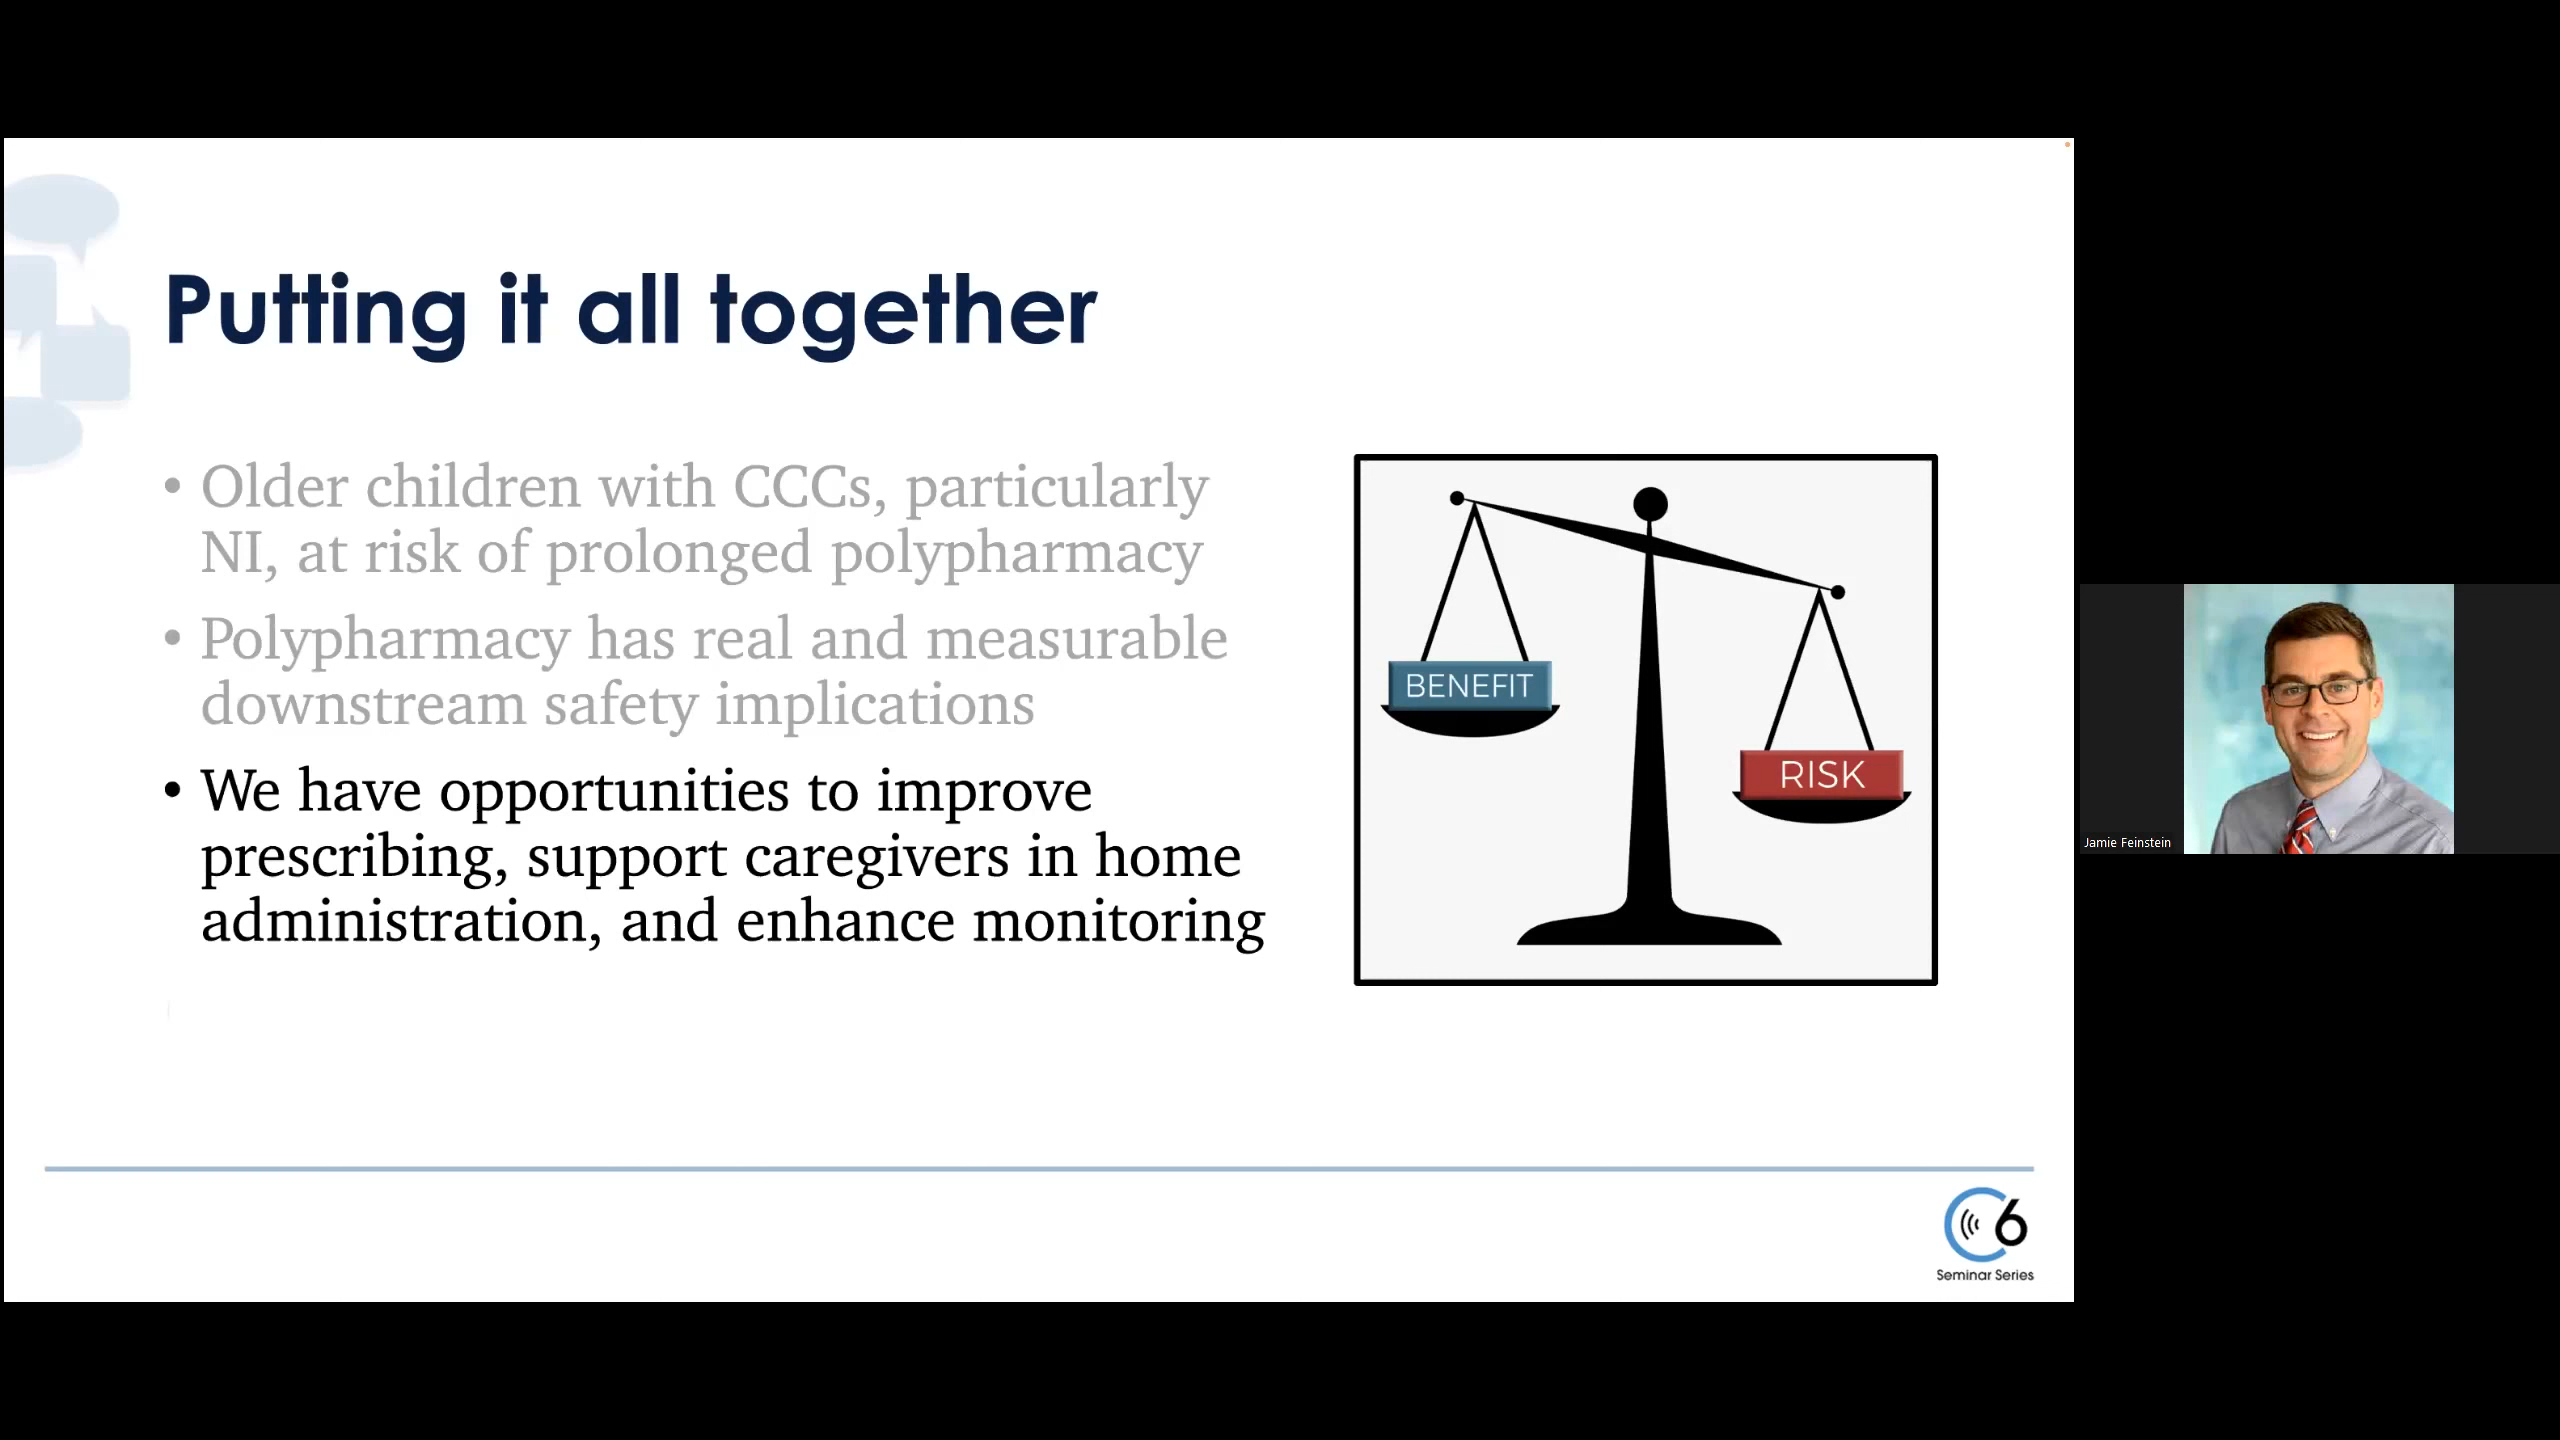 Putting it all together
• Older children with CCCs, particularly
NI, at risk of prolonged polypharmacy
• Polypharmacy has real and measurable
downstream safety implications
• We have opportunities to improve
prescribing, support caregivers in home
administration, and enhance monitoring
BENEFIT
RISK
Jamie Feinstein
C6
Seminar Series